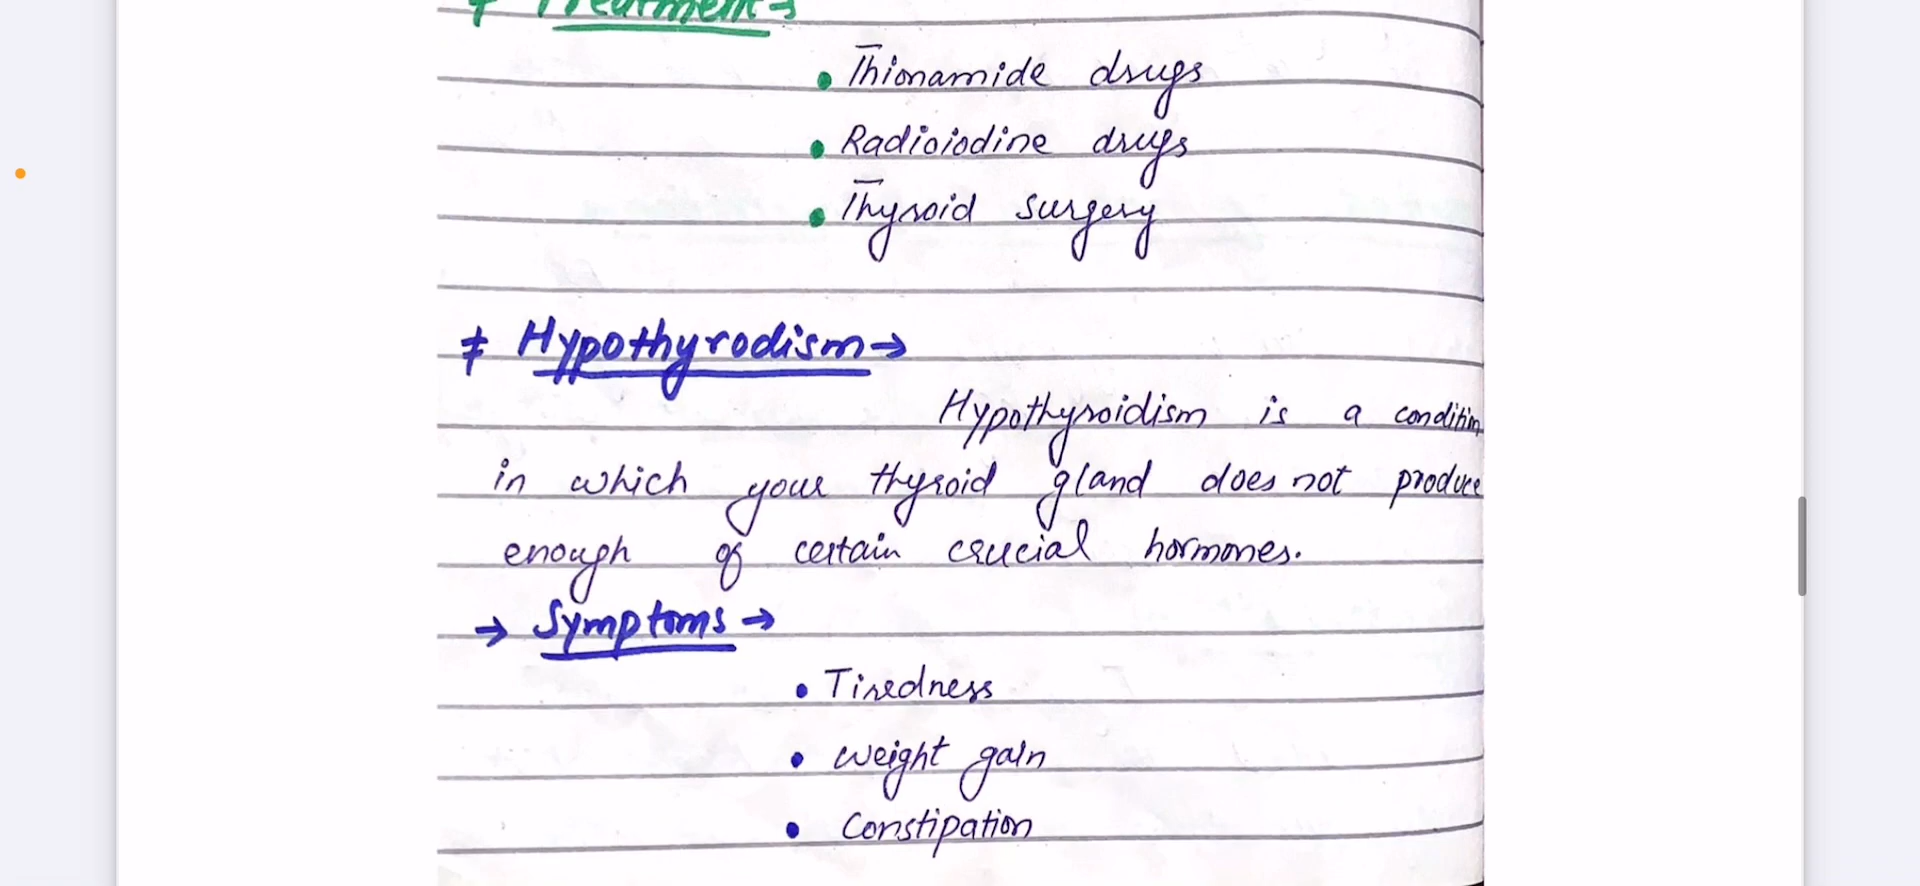 ≠ Treatment→
• Thionamide drugs
• Radioiodine drugs
• Thyroid surgery
≠ Hypothyrodism→
Hypothyroidism is a condition
in which your thyroid gland does not produce
enough of certain crucial hormones.
→ Symptoms →
• Tiredness
• weight gain
• Constipation